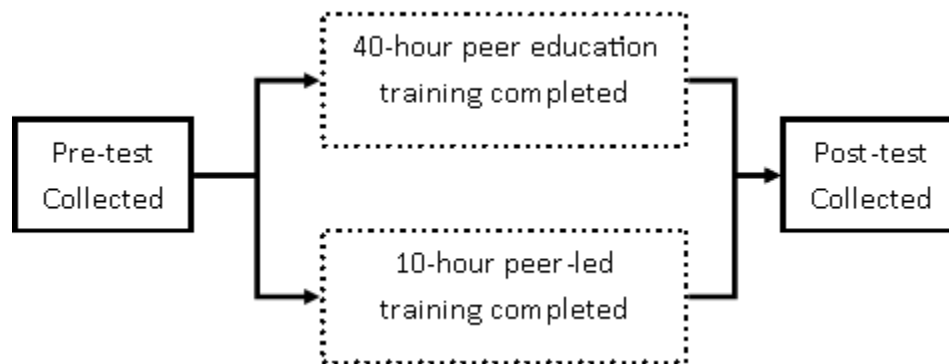 40-hour peer education
training completed
Pre-test
Collected
Post-test
Collected
10-hour peer-led
training completed